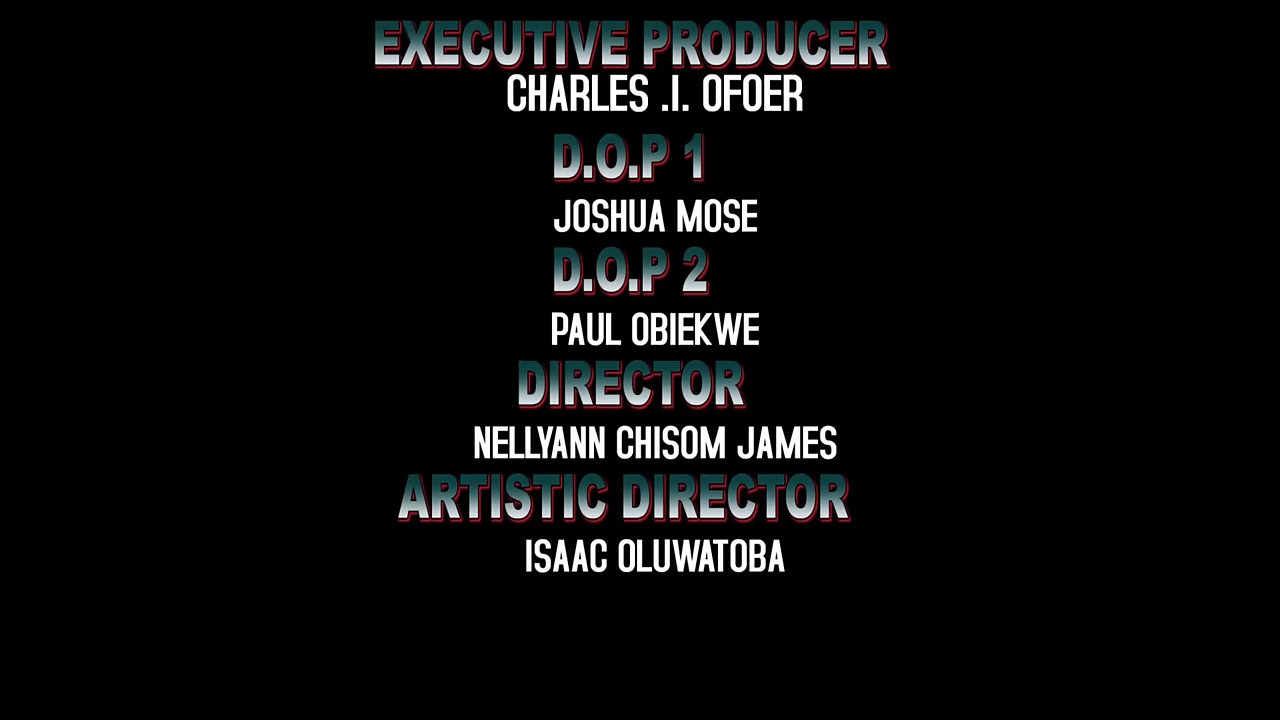 EXECUTIVE PRODUCER
CHARLES .I. OFOER
D.O.P 1
JOSHUA MOSE
D.O.P 2
PAUL OBIEKWE
DIRECTOR
NELLYANN CHISOM JAMES
ARTISTIC DIRECTOR
ISAAC OLUWATOBA